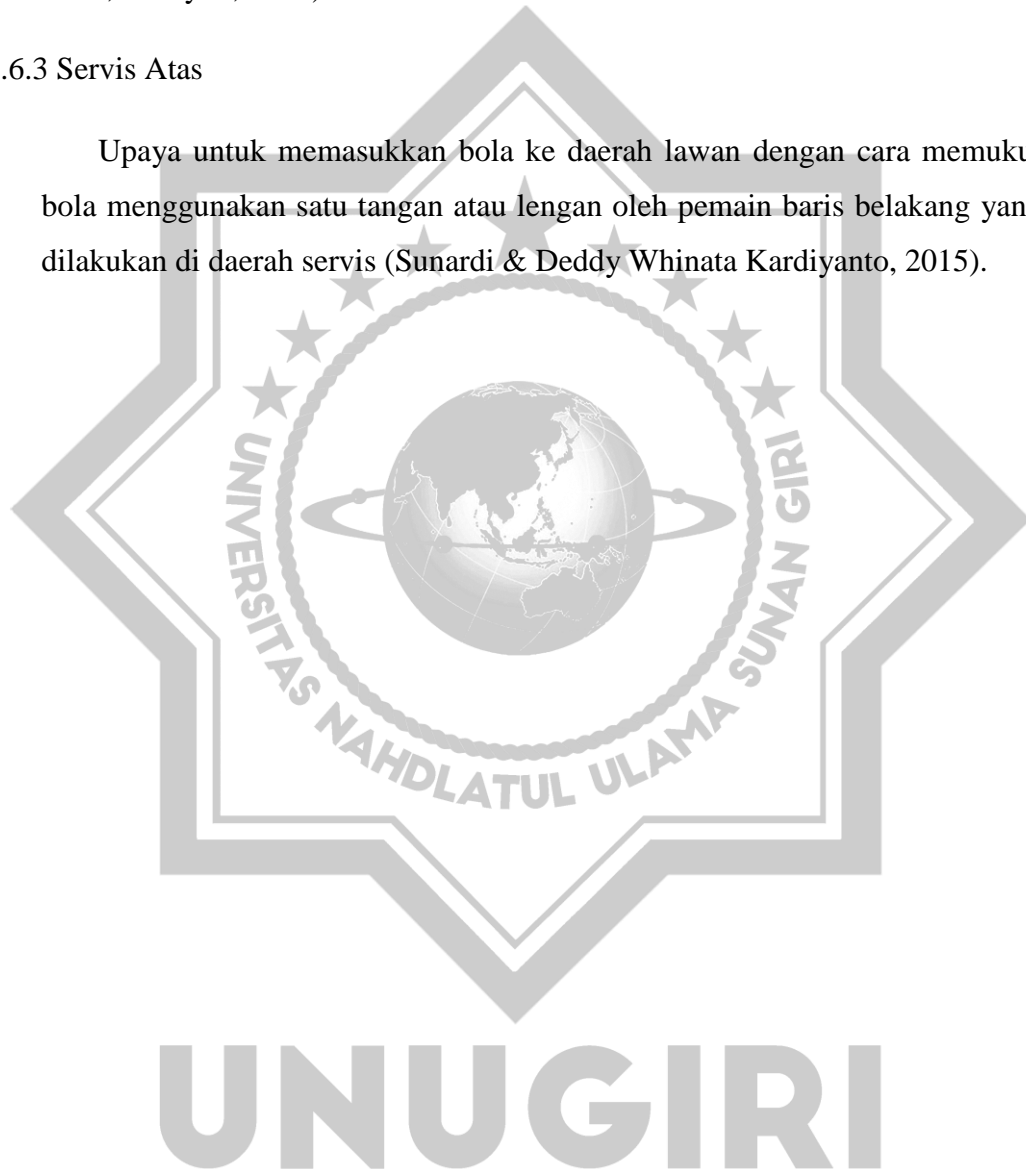 .6.3 Servis Atas
Upaya untuk memasukkan bola ke daerah lawan dengan cara memuku
bola menggunakan satu tangan atau lengan oleh pemain baris belakang yan
dilakukan di daerah servis (Sunardi & Deddy Whinata Kardiyanto, 2015).
UNIVERSITAS NAHDLATUL ULAMA SUNAN GIRI
UNUGIRI